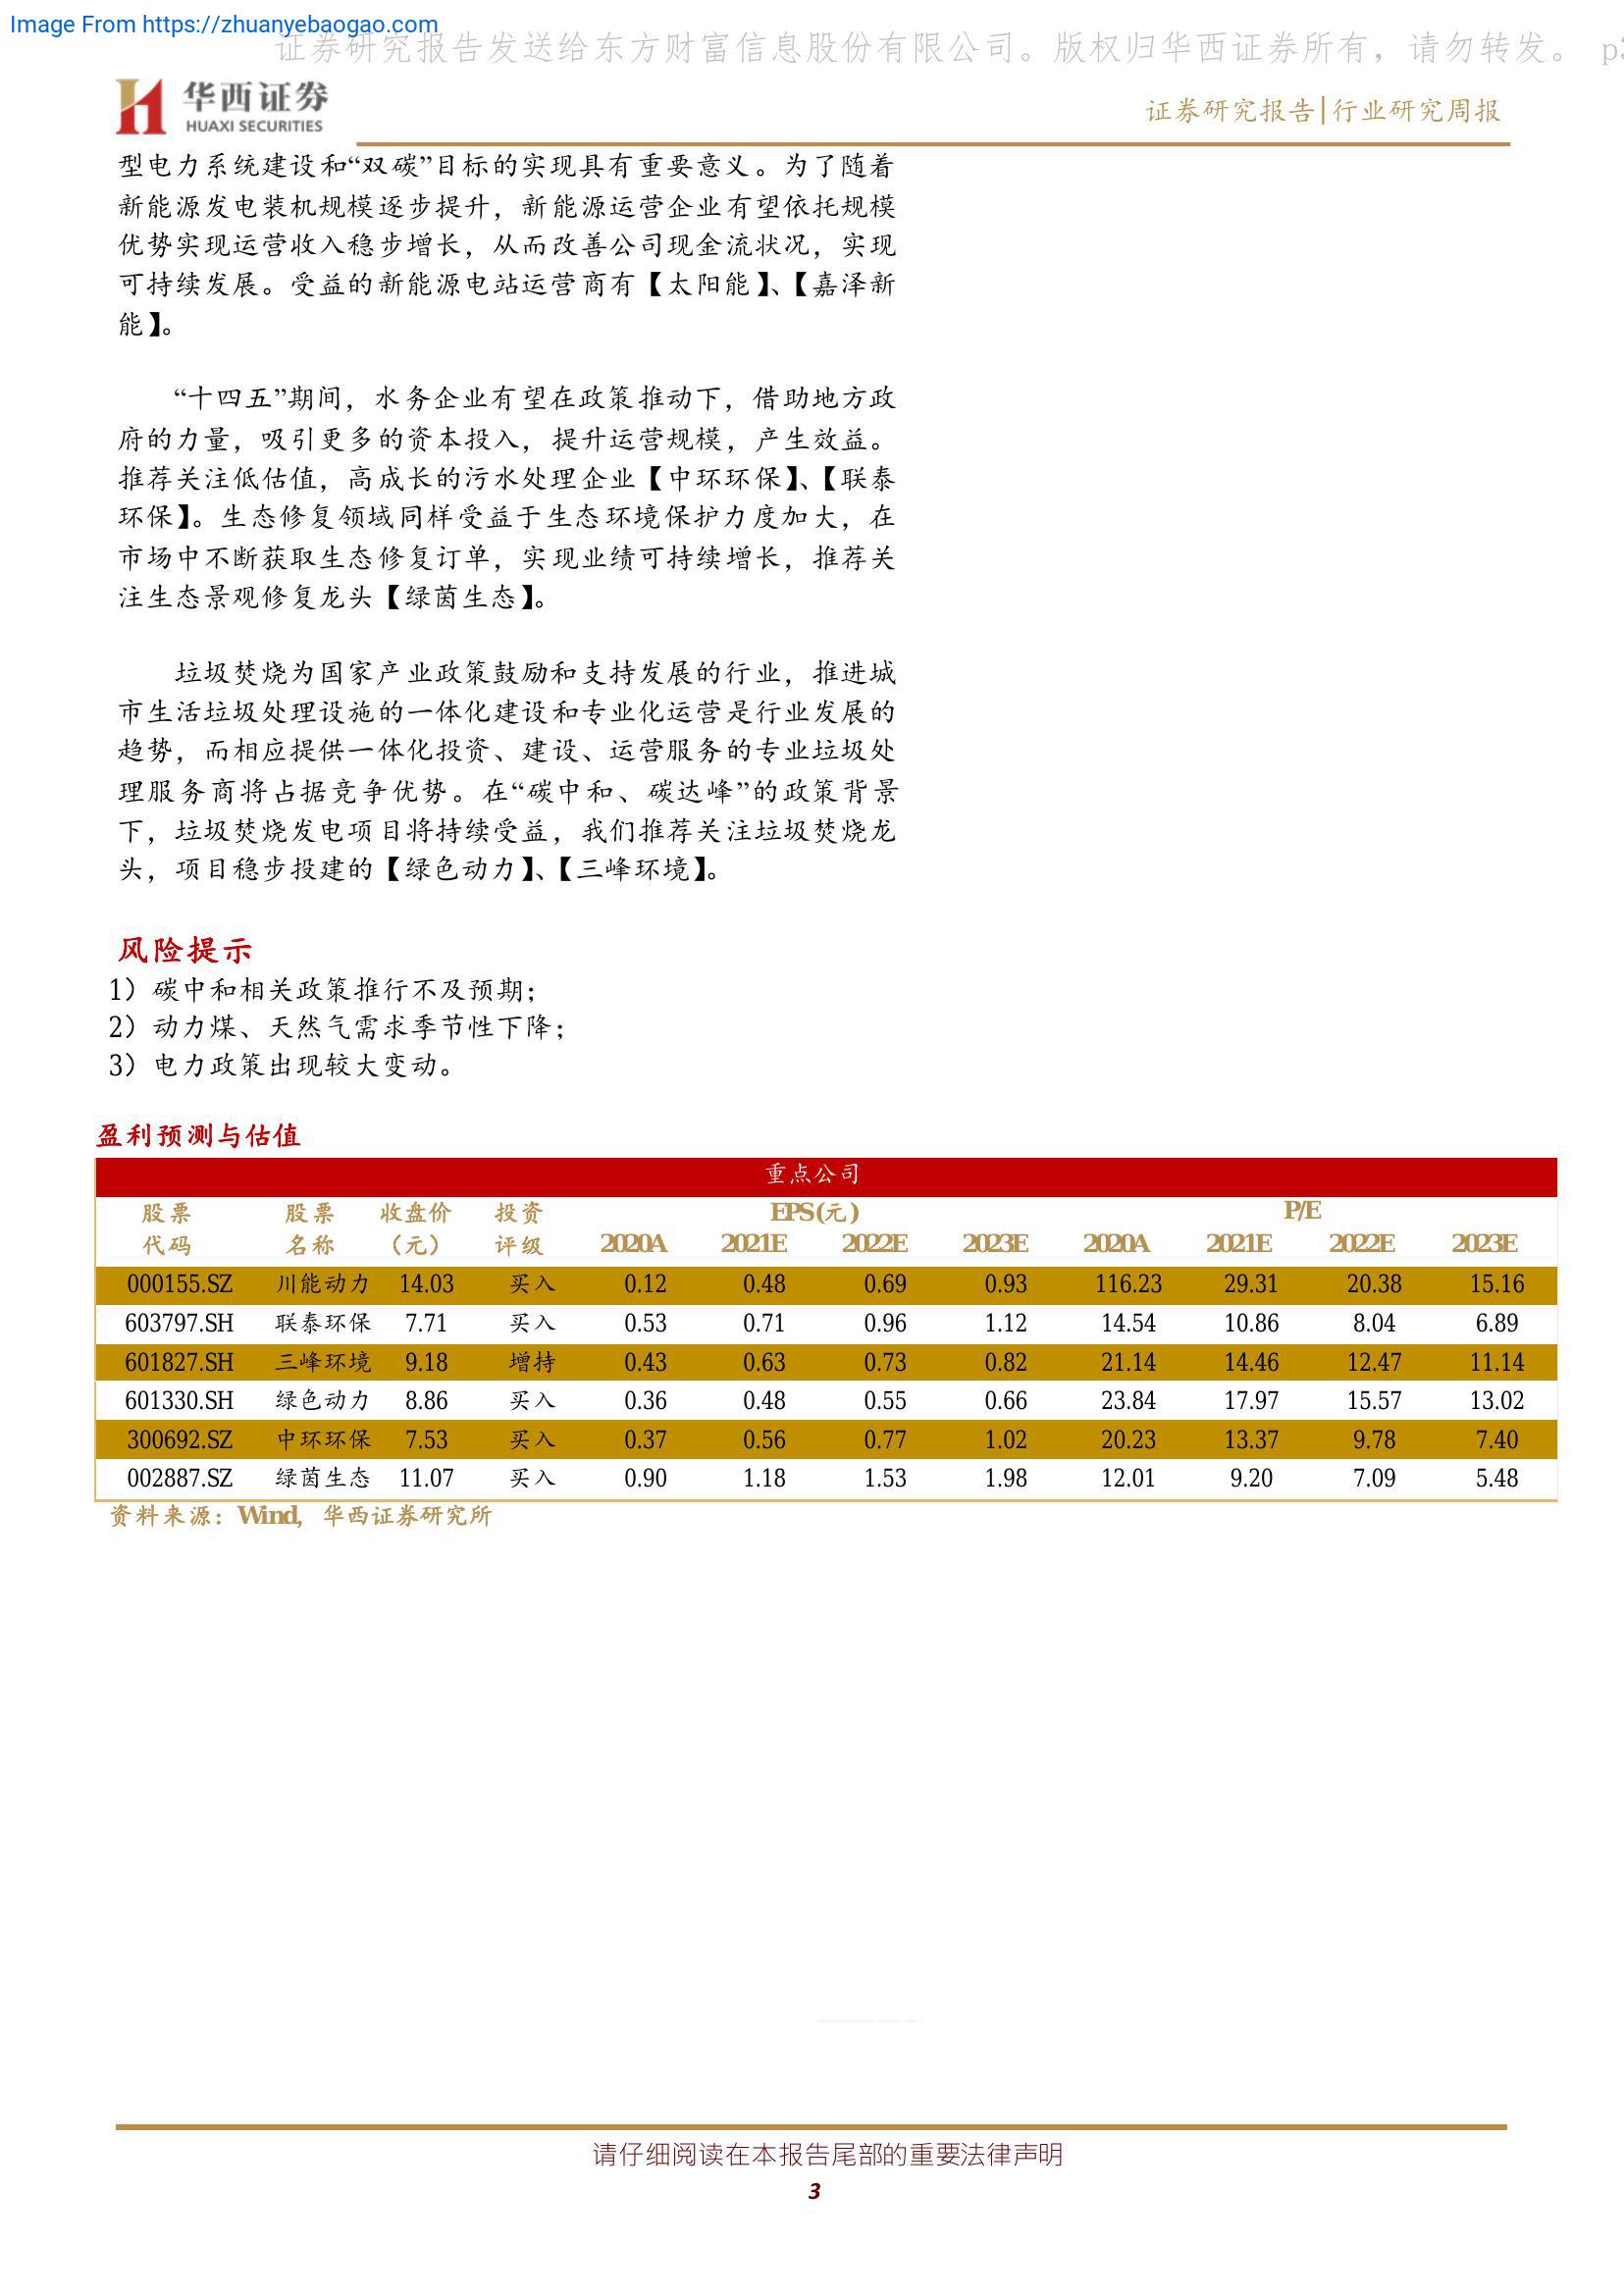 Image From https://zhuanyebaogao.com
证券研究报告发送给东方财富信息股份有限公司。版权归华西证券所有，请勿转发。 p3
华西证券
HUAXI SECURITIES
证券研究报告|行业研究周报
型电力系统建设和“双碳”目标的实现具有重要意义。为了随着
新能源发电装机规模逐步提升，新能源运营企业有望依托规模
优势实现运营收入稳步增长，从而改善公司现金流状况，实现
可持续发展。受益的新能源电站运营商有【太阳能】、【嘉泽新
能】。
“十四五”期间，水务企业有望在政策推动下，借助地方政
府的力量，吸引更多的资本投入，提升运营规模，产生效益。
推荐关注低估值，高成长的污水处理企业【中环环保】、【联泰
环保】。生态修复领域同样受益于生态环境保护力度加大，在
市场中不断获取生态修复订单，实现业绩可持续增长，推荐关
注生态景观修复龙头【绿茵生态】。
垃圾焚烧为国家产业政策鼓励和支持发展的行业，推进城
市生活垃圾处理设施的一体化建设和专业化运营是行业发展的
趋势，而相应提供一体化投资、建设、运营服务的专业垃圾处
理服务商将占据竞争优势。在“碳中和、碳达峰”的政策背景
下，垃圾焚烧发电项目将持续受益，我们推荐关注垃圾焚烧龙
头，项目稳步投建的【绿色动力】、【三峰环境】。
风险提示
1）碳中和相关政策推行不及预期；
2）动力煤、天然气需求季节性下降；
3）电力政策出现较大变动。
盈利预测与估值
重点公司
股票 股票 收盘价 投资 EPS(元) P/E
代码 名称 （元） 评级 2020A 2021E 2022E 2023E 2020A 2021E 2022E 2023E
000155.SZ 川能动力 14.03 买入 0.12 0.48 0.69 0.93 116.23 29.31 20.38 15.16
603797.SH 联泰环保 7.71 买入 0.53 0.71 0.96 1.12 14.54 10.86 8.04 6.89
601827.SH 三峰环境 9.18 增持 0.43 0.63 0.73 0.82 21.14 14.46 12.47 11.14
601330.SH 绿色动力 8.86 买入 0.36 0.48 0.55 0.66 23.84 17.97 15.57 13.02
300692.SZ 中环环保 7.53 买入 0.37 0.56 0.77 1.02 20.23 13.37 9.78 7.40
002887.SZ 绿茵生态 11.07 买入 0.90 1.18 1.53 1.98 12.01 9.20 7.09 5.48
资料来源：Wind，华西证券研究所
请仔细阅读在本报告尾部的重要法律声明
3